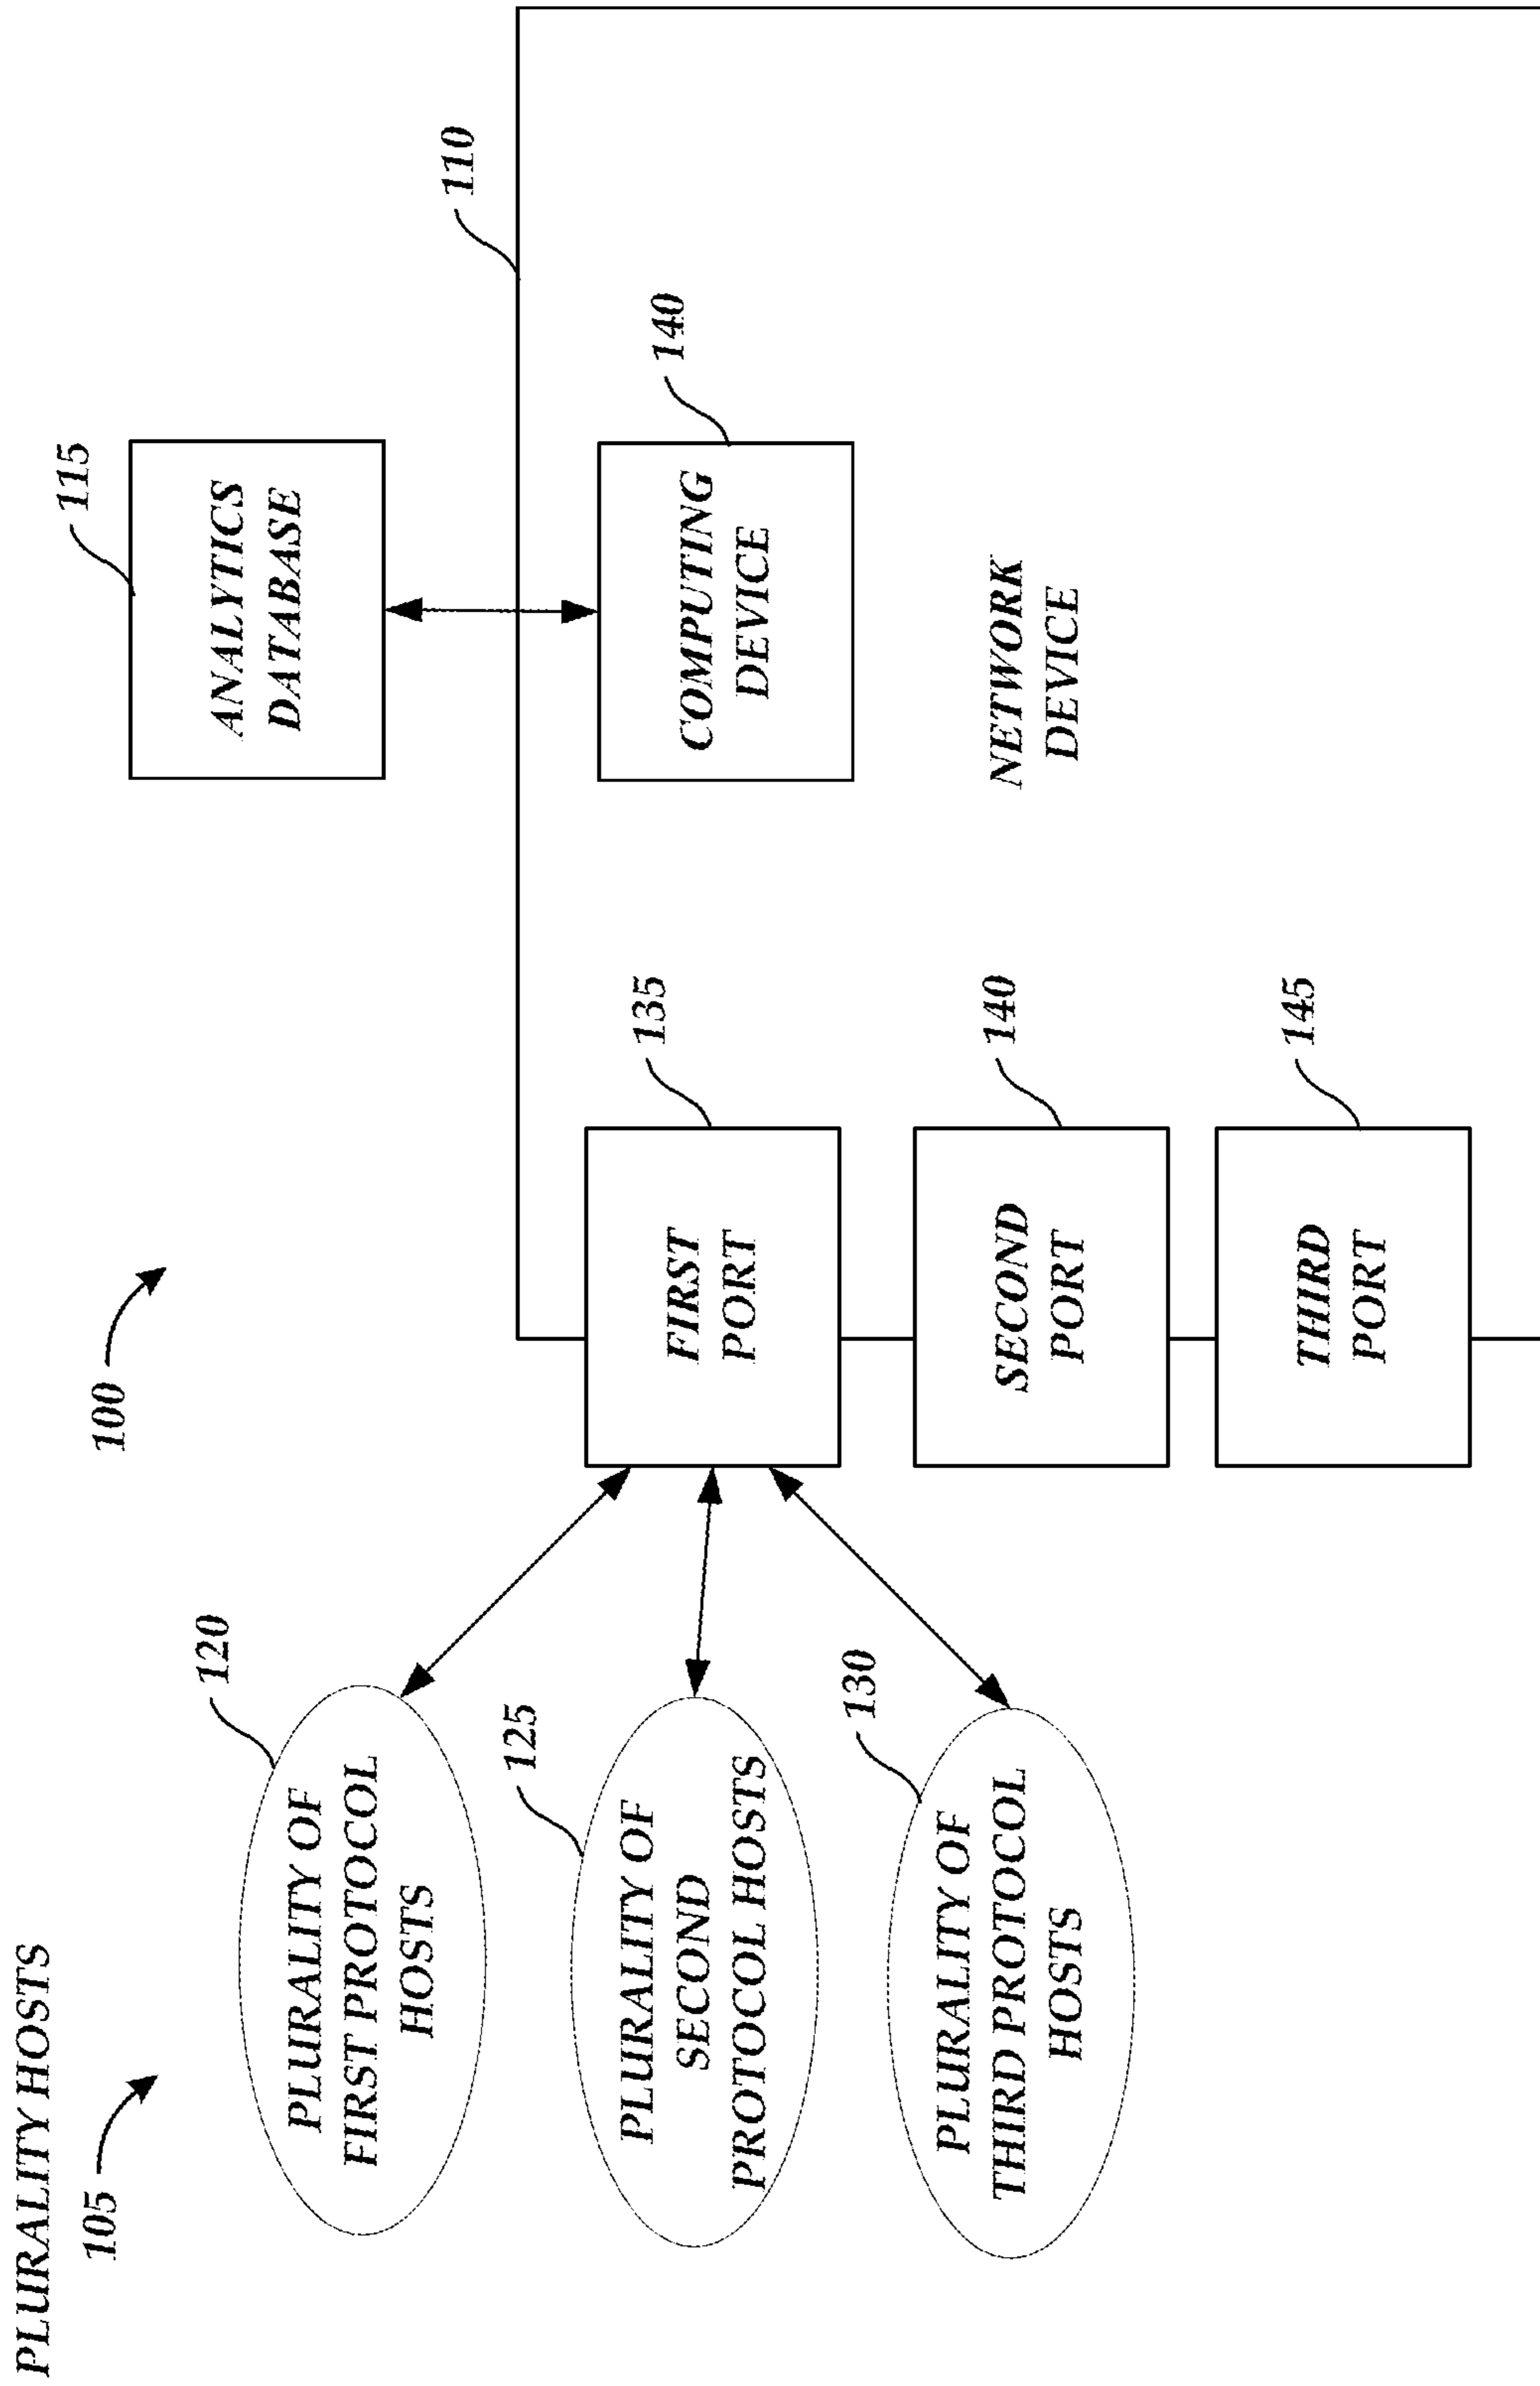 PLURALITY HOSTS
105
100
120
PLURALITY OF
FIRST PROTOCOL
HOSTS
125
PLURALITY OF
SECOND
PROTOCOL HOSTS
130
PLURALITY OF
THIRD PROTOCOL
HOSTS
FIRST
PORT
135
SECOND
PORT
140
THIRD
PORT
145
115
ANALYTICS
DATABASE
110
COMPUTING
DEVICE
140
NETWORK
DEVICE